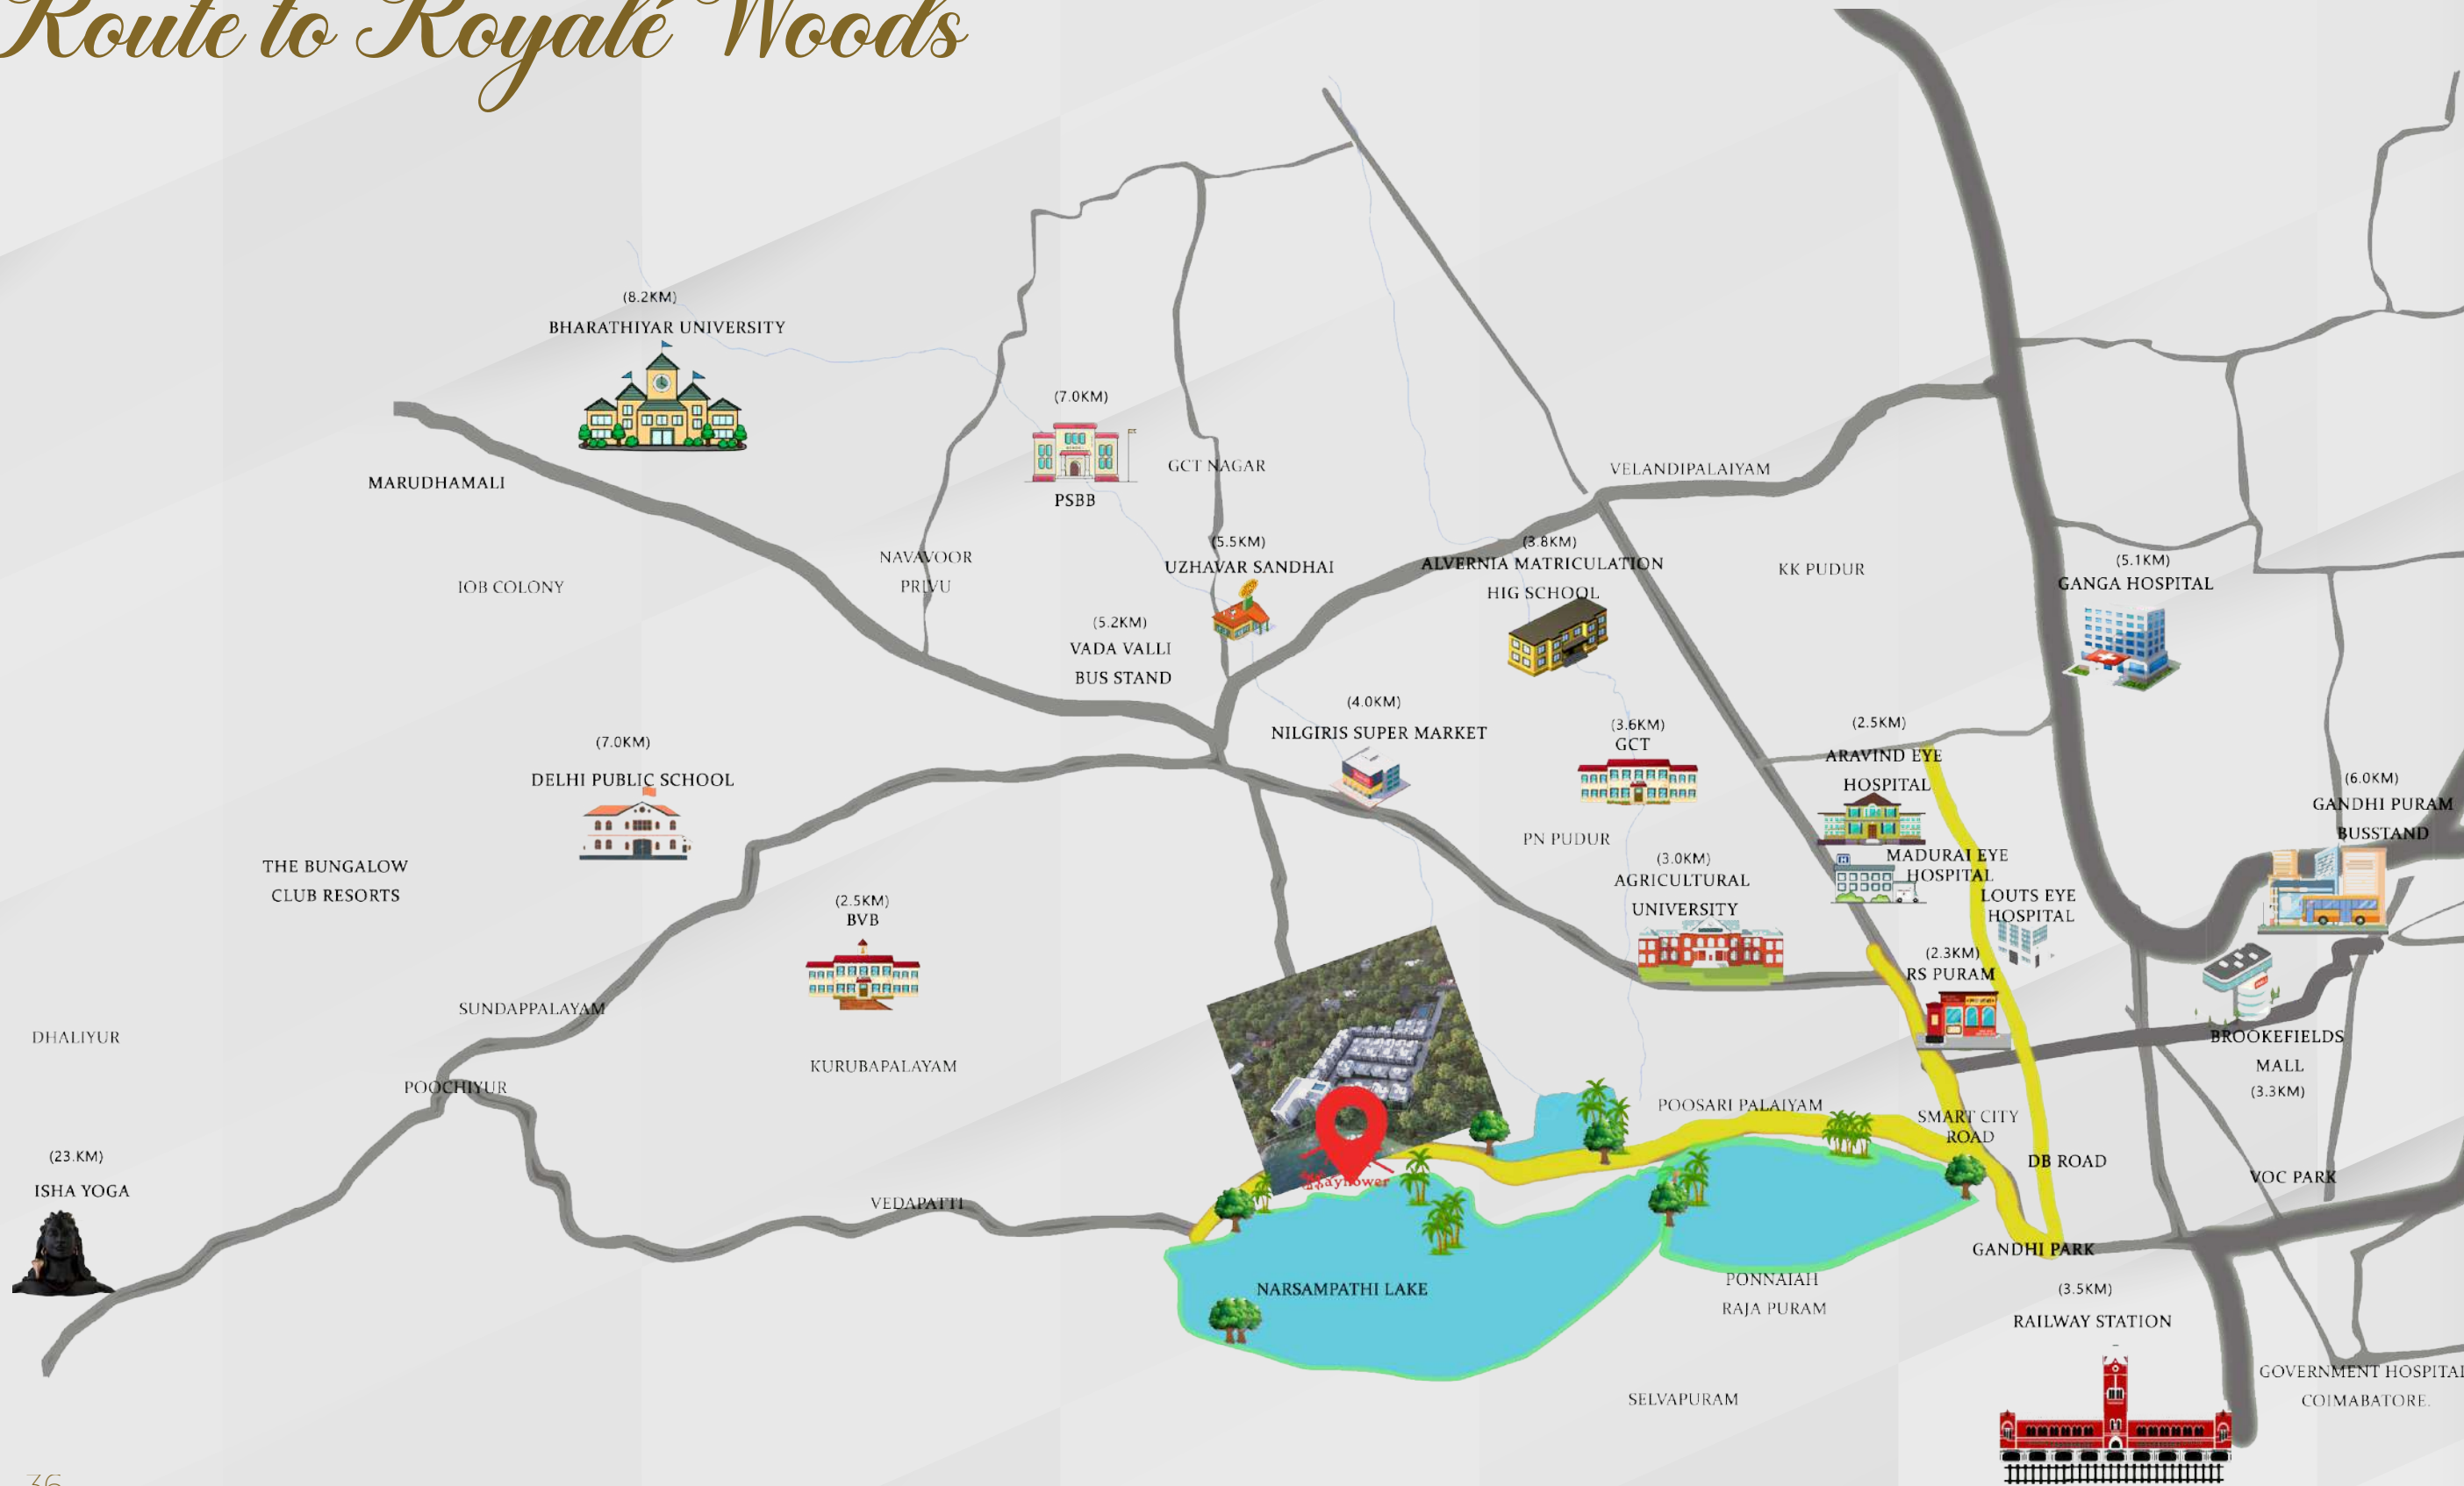 Route to Royalé Woods
(8.2KM)
BHARATHIYAR UNIVERSITY
(7.0KM)
PSBB
GCT NAGAR
VELANDIPALAIYAM
MARUDHAMALI
IOB COLONY
NAVAVOOR
PRIVU
(5.5KM)
UZHAVAR SANDHAI
(3.8KM)
ALVERNIA MATRICULATION
HIG SCHOOL
KK PUDUR
(5.1KM)
GANGA HOSPITAL
(5.2KM)
VADA VALLI
BUS STAND
(4.0KM)
NILGIRIS SUPER MARKET
(3.6KM)
GCT
(2.5KM)
ARAVIND EYE
HOSPITAL
(6.0KM)
GANDHI PURAM
BUSSTAND
(7.0KM)
DELHI PUBLIC SCHOOL
THE BUNGALOW
CLUB RESORTS
(2.5KM)
BVB
PN PUDUR
(3.0KM)
AGRICULTURAL
UNIVERSITY
MADURAI EYE
HOSPITAL
LOUTS EYE
HOSPITAL
(2.3KM)
RS PURAM
SUNDAPPALAYAM
DHALIYUR
KURUBAPALAYAM
POOCHIYUR
BROOKEFIELDS
MALL
(3.3KM)
POOSARI PALAIYAM
SMART CITY
ROAD
DB ROAD
VOC PARK
(23.KM)
ISHA YOGA
VEDAPATTI
Mayflower
GANDHI PARK
NARSAMPATHI LAKE
PONNAIAH
RAJA PURAM
(3.5KM)
RAILWAY STATION
SELVAPURAM
GOVERNMENT HOSPITAL
COIMABATORE.
36